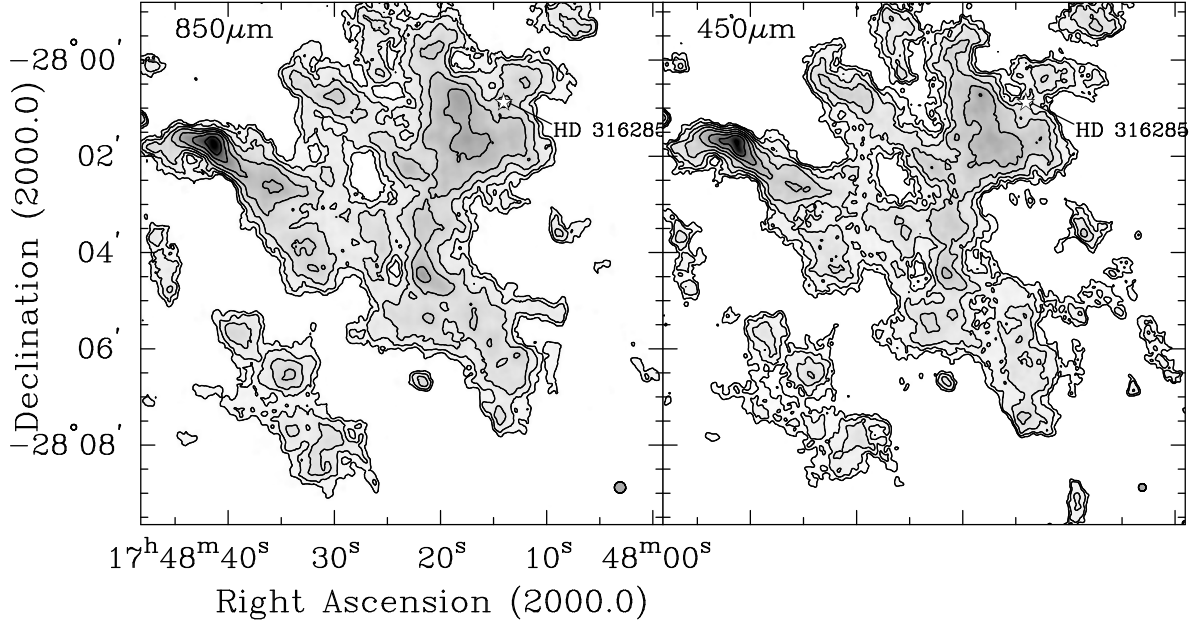 850μm
450μm
−28° 00′
HD 316285
HD 316285
02′
04′
06′
−28° 08′
Declination (2000.0)
17ʰ48ᵐ40ˢ 30ˢ 20ˢ 10ˢ 48ᵐ00ˢ
Right Ascension (2000.0)